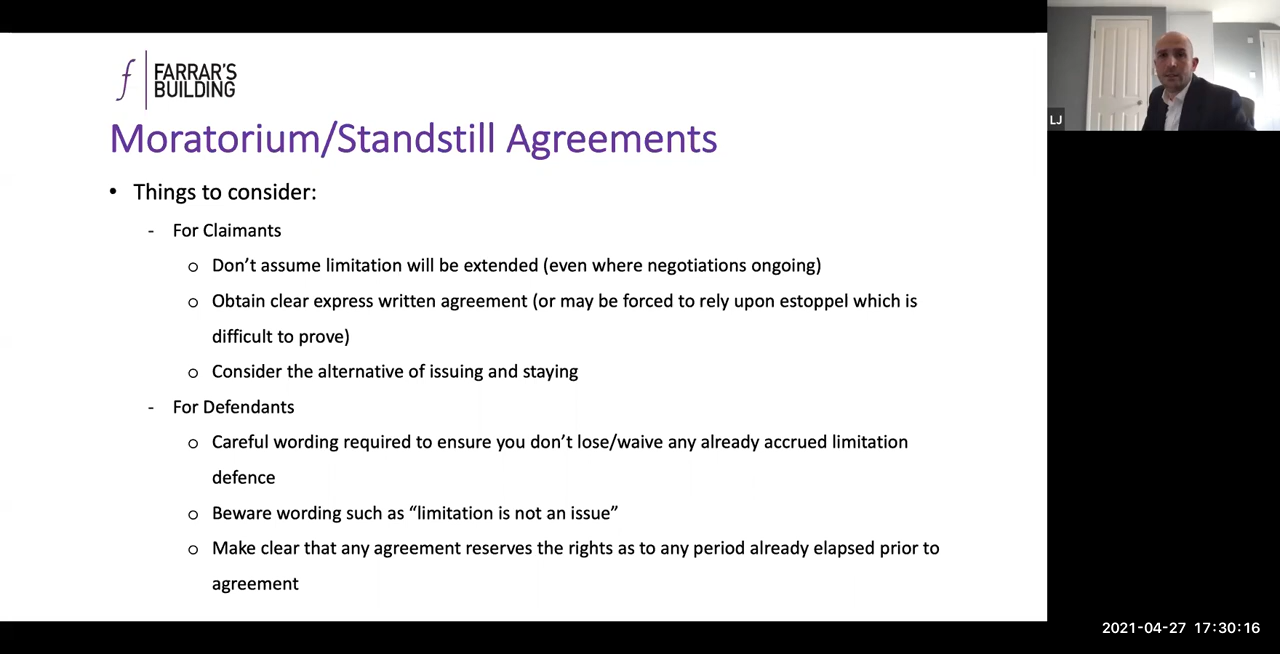 f
FARRAR'S
BUILDING
Moratorium/Standstill Agreements
• Things to consider:
- For Claimants
o Don't assume limitation will be extended (even where negotiations ongoing)
o Obtain clear express written agreement (or may be forced to rely upon estoppel which is
difficult to prove)
o Consider the alternative of issuing and staying
- For Defendants
o Careful wording required to ensure you don't lose/waive any already accrued limitation
defence
o Beware wording such as “limitation is not an issue”
o Make clear that any agreement reserves the rights as to any period already elapsed prior to
agreement
LJ
2021-04-27 17:30:16